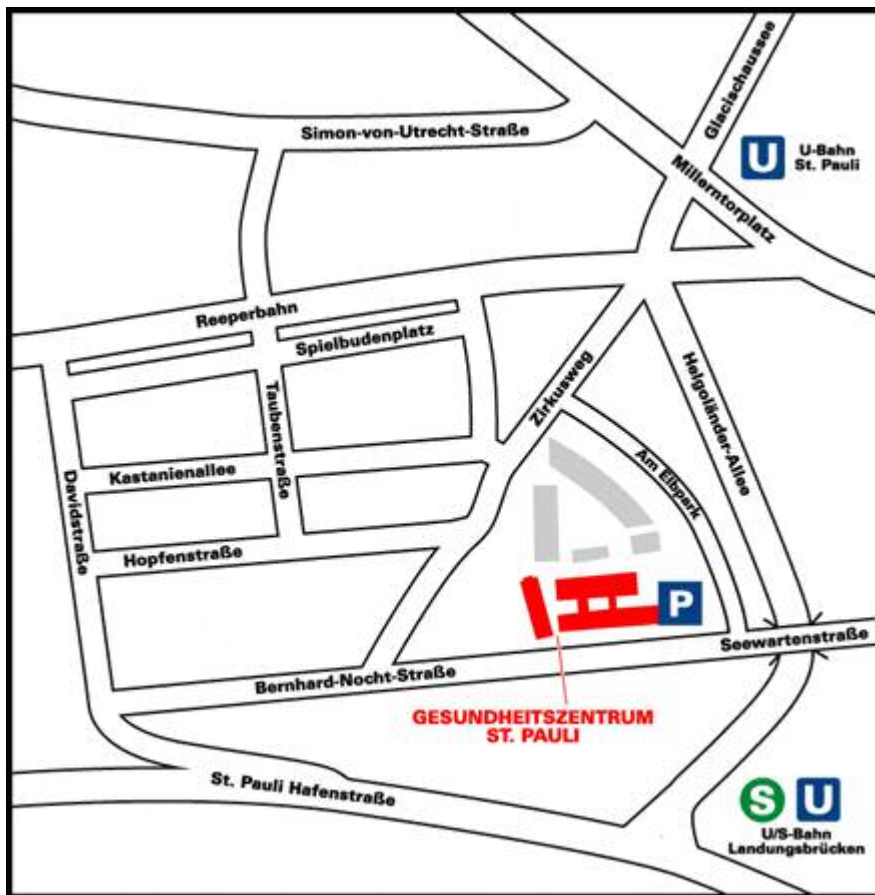 Glacischaussee
Simon-von-Utrecht-Straße
U
U-Bahn
St. Pauli
Millerntorplatz
Reeperbahn
Spielbudenplatz
Zirkusweg
Helgoländer-Allee
Taubenstraße
Am Elbpark
Kastanienallee
Davidstraße
Hopfenstraße
P
Seewartenstraße
Bernhard-Nocht-Straße
GESUNDHEITSZENTRUM
ST. PAULI
St. Pauli Hafenstraße
S U
U/S-Bahn
Landungsbrücken